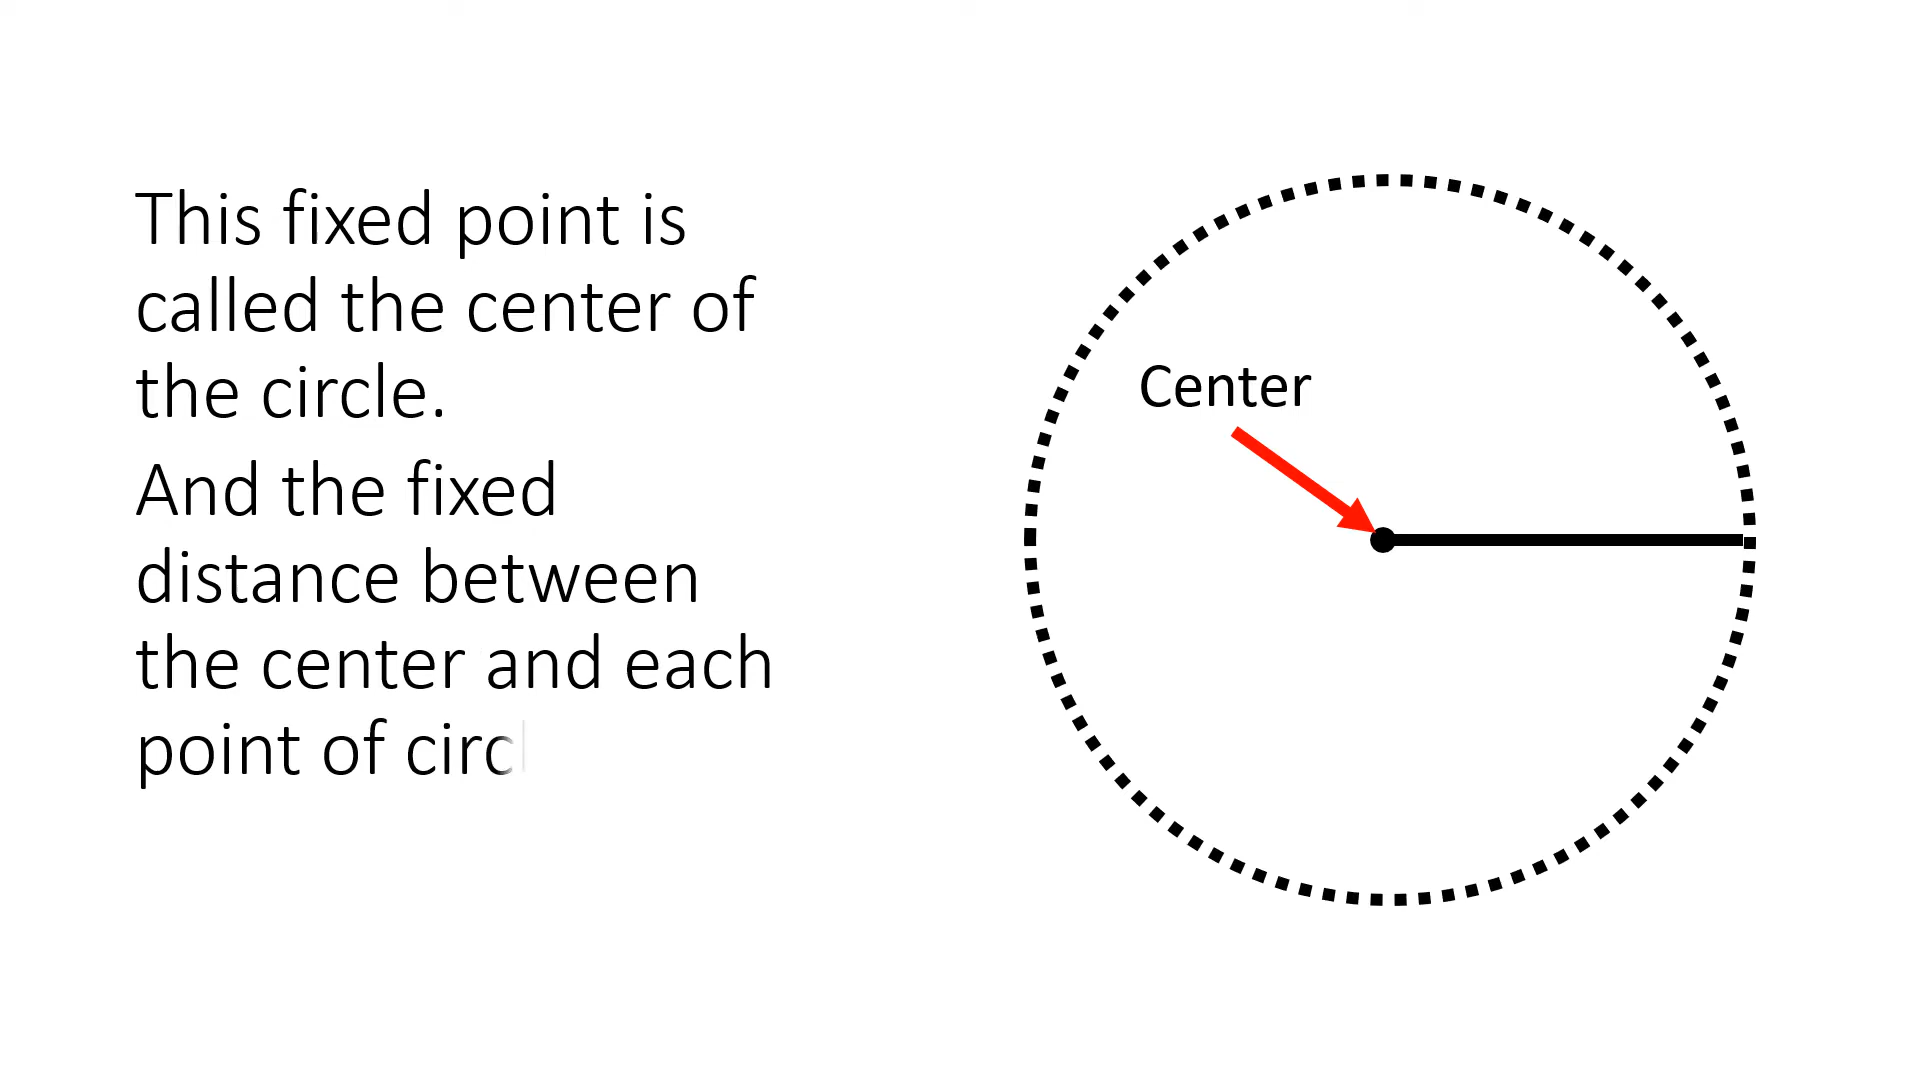 This fixed point is
called the center of
the circle.
And the fixed
distance between
the center and each
point of circl
Center